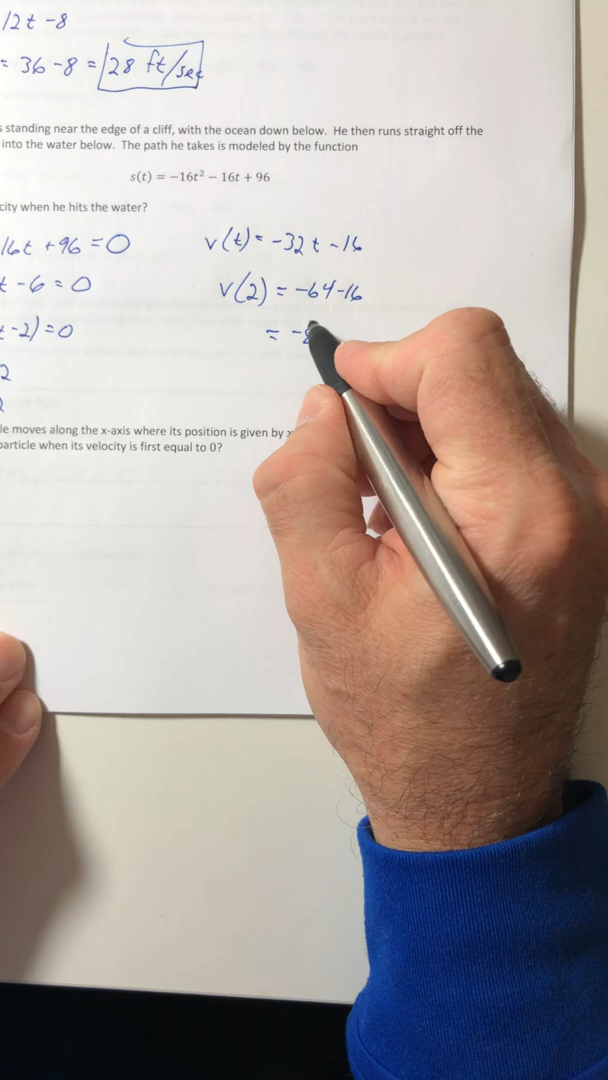 12t -8
= 36 -8 = 28 ft/sec
standing near the edge of a cliff, with the ocean down below. He then runs straight off the
into the water below. The path he takes is modeled by the function
s(t) = −16t² − 16t + 96
city when he hits the water?
16t +96 = 0
v(t) = -32t -16
t -6 = 0
v(2) = -64-16
t -2) = 0
= -8
2
le moves along the x-axis where its position is given by
particle when its velocity is first equal to 0?